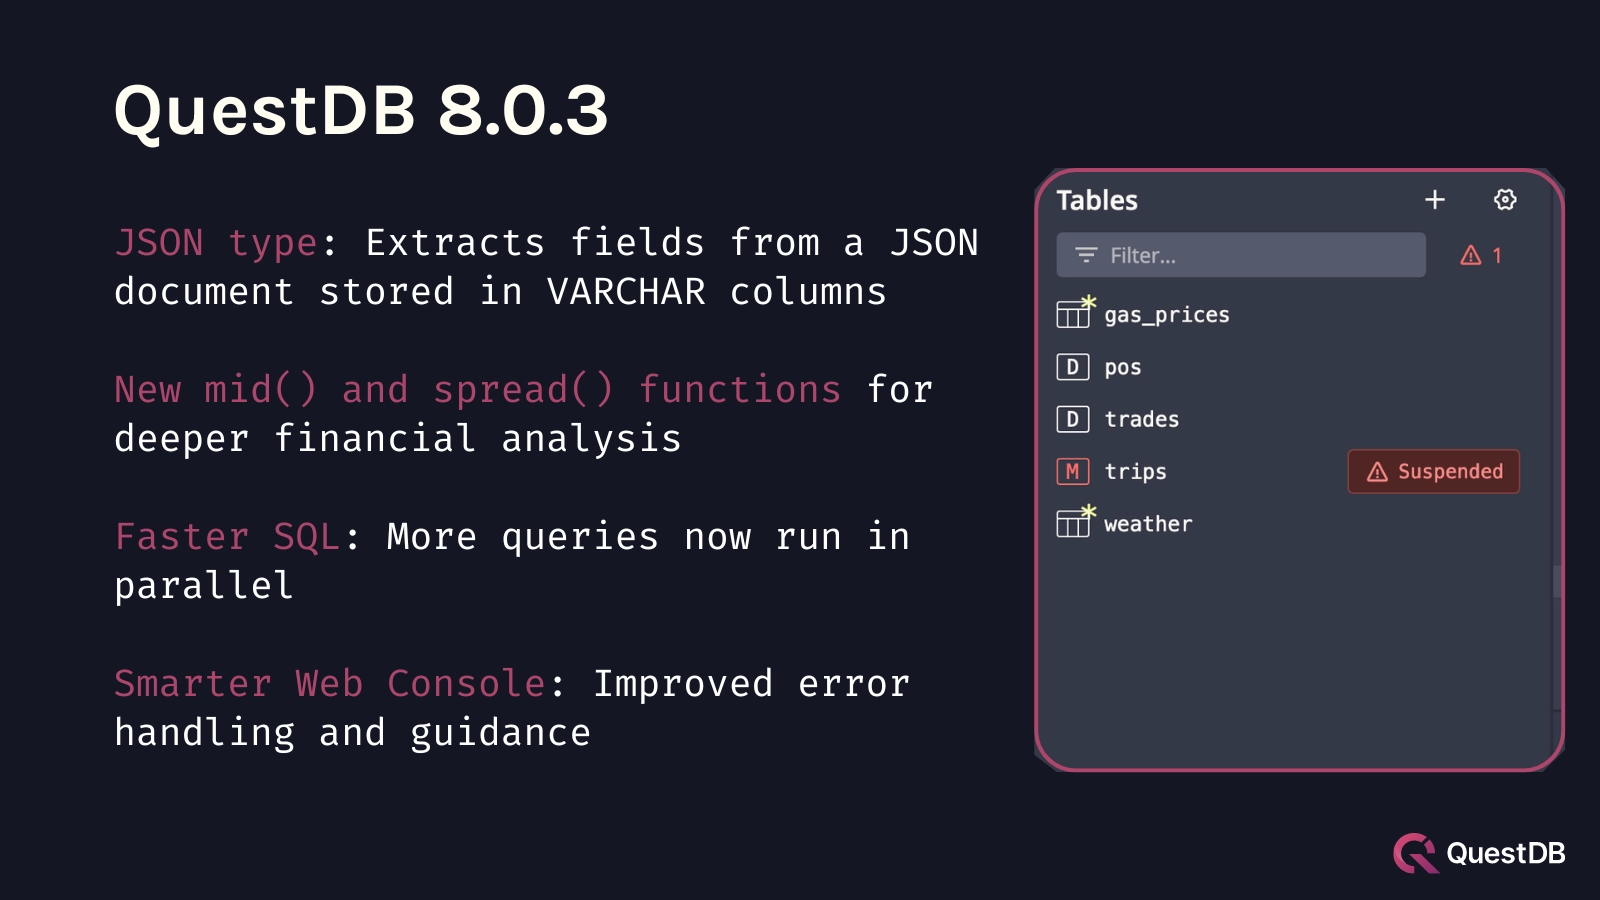 QuestDB 8.0.3
JSON type: Extracts fields from a JSON
document stored in VARCHAR columns
New mid() and spread() functions for
deeper financial analysis
Faster SQL: More queries now run in
parallel
Smarter Web Console: Improved error
handling and guidance
Tables
Filter...
1
gas_prices
D pos
D trades
M trips
Suspended
weather
QuestDB